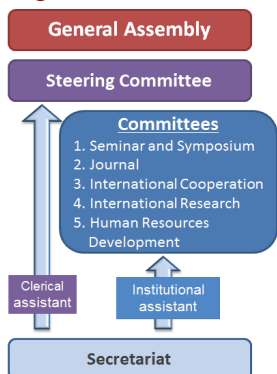 General Assembly
Steering Committee
Committees
1. Seminar and Symposium
2. Journal
3. International Cooperation
4. International Research
5. Human Resources
Development
Clerical
assistant
Institutional
assistant
Secretariat